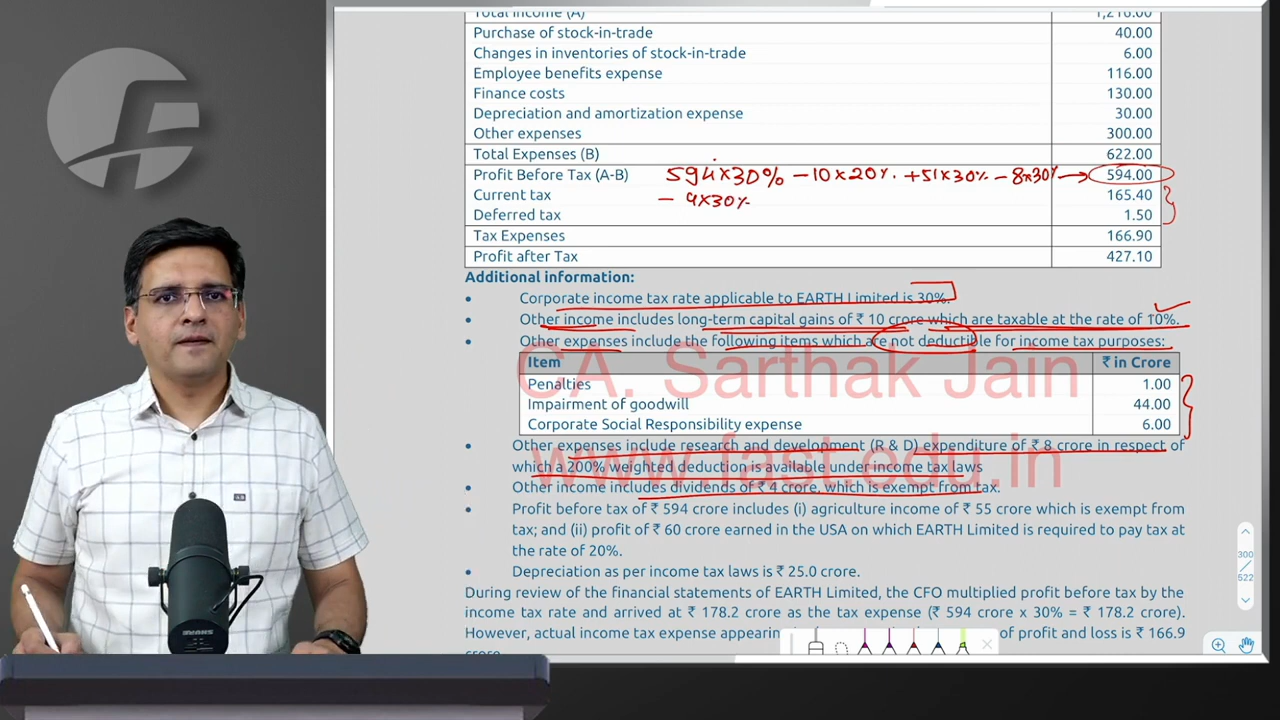 Total Income (A) 1,216.00
Purchase of stock-in-trade 40.00
Changes in inventories of stock-in-trade 6.00
Employee benefits expense 116.00
Finance costs 130.00
Depreciation and amortization expense 30.00
Other expenses 300.00
Total Expenses (B) 622.00
Profit Before Tax (A-B) 594×30% −10×20% +51×30% −8×30% → 594.00
Current tax − 4×30% 165.40
Deferred tax 1.50
Tax Expenses 166.90
Profit after Tax 427.10
Additional information:
• Corporate income tax rate applicable to EARTH Limited is 30%.
• Other income includes long-term capital gains of ₹ 10 crore which are taxable at the rate of 10%.
• Other expenses include the following items which are not deductible for income tax purposes:
Item ₹ in Crore
Penalties 1.00
Impairment of goodwill 44.00
Corporate Social Responsibility expense 6.00
CA. Sarthak Jain
• Other expenses include research and development (R & D) expenditure of ₹ 8 crore in respect of
which a 200% weighted deduction is available under income tax laws
www.fast.edu.in
• Other income includes dividends of ₹ 4 crore, which is exempt from tax.
• Profit before tax of ₹ 594 crore includes (i) agriculture income of ₹ 55 crore which is exempt from
tax; and (ii) profit of ₹ 60 crore earned in the USA on which EARTH Limited is required to pay tax at
the rate of 20%.
• Depreciation as per income tax laws is ₹ 25.0 crore.
During review of the financial statements of EARTH Limited, the CFO multiplied profit before tax by the
income tax rate and arrived at ₹ 178.2 crore as the tax expense (₹ 594 crore x 30% = ₹ 178.2 crore).
However, actual income tax expense appearin of profit and loss is ₹ 166.9
crore
300
522
SHURE